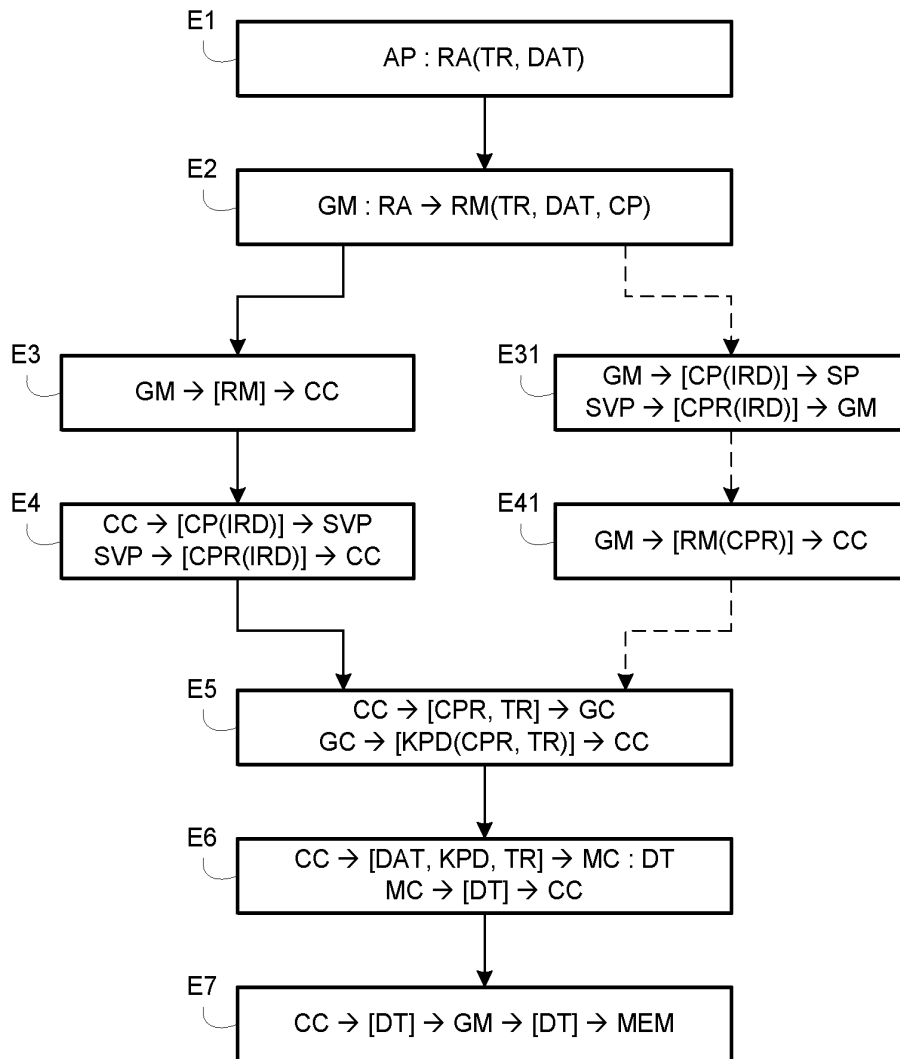 E1
AP : RA(TR, DAT)
E2
GM : RA → RM(TR, DAT, CP)
E3
GM → [RM] → CC
E31
GM → [CP(IRD)] → SP
SVP → [CPR(IRD)] → GM
E4
CC → [CP(IRD)] → SVP
SVP → [CPR(IRD)] → CC
E41
GM → [RM(CPR)] → CC
E5
CC → [CPR, TR] → GC
GC → [KPD(CPR, TR)] → CC
E6
CC → [DAT, KPD, TR] → MC : DT
MC → [DT] → CC
E7
CC → [DT] → GM → [DT] → MEM